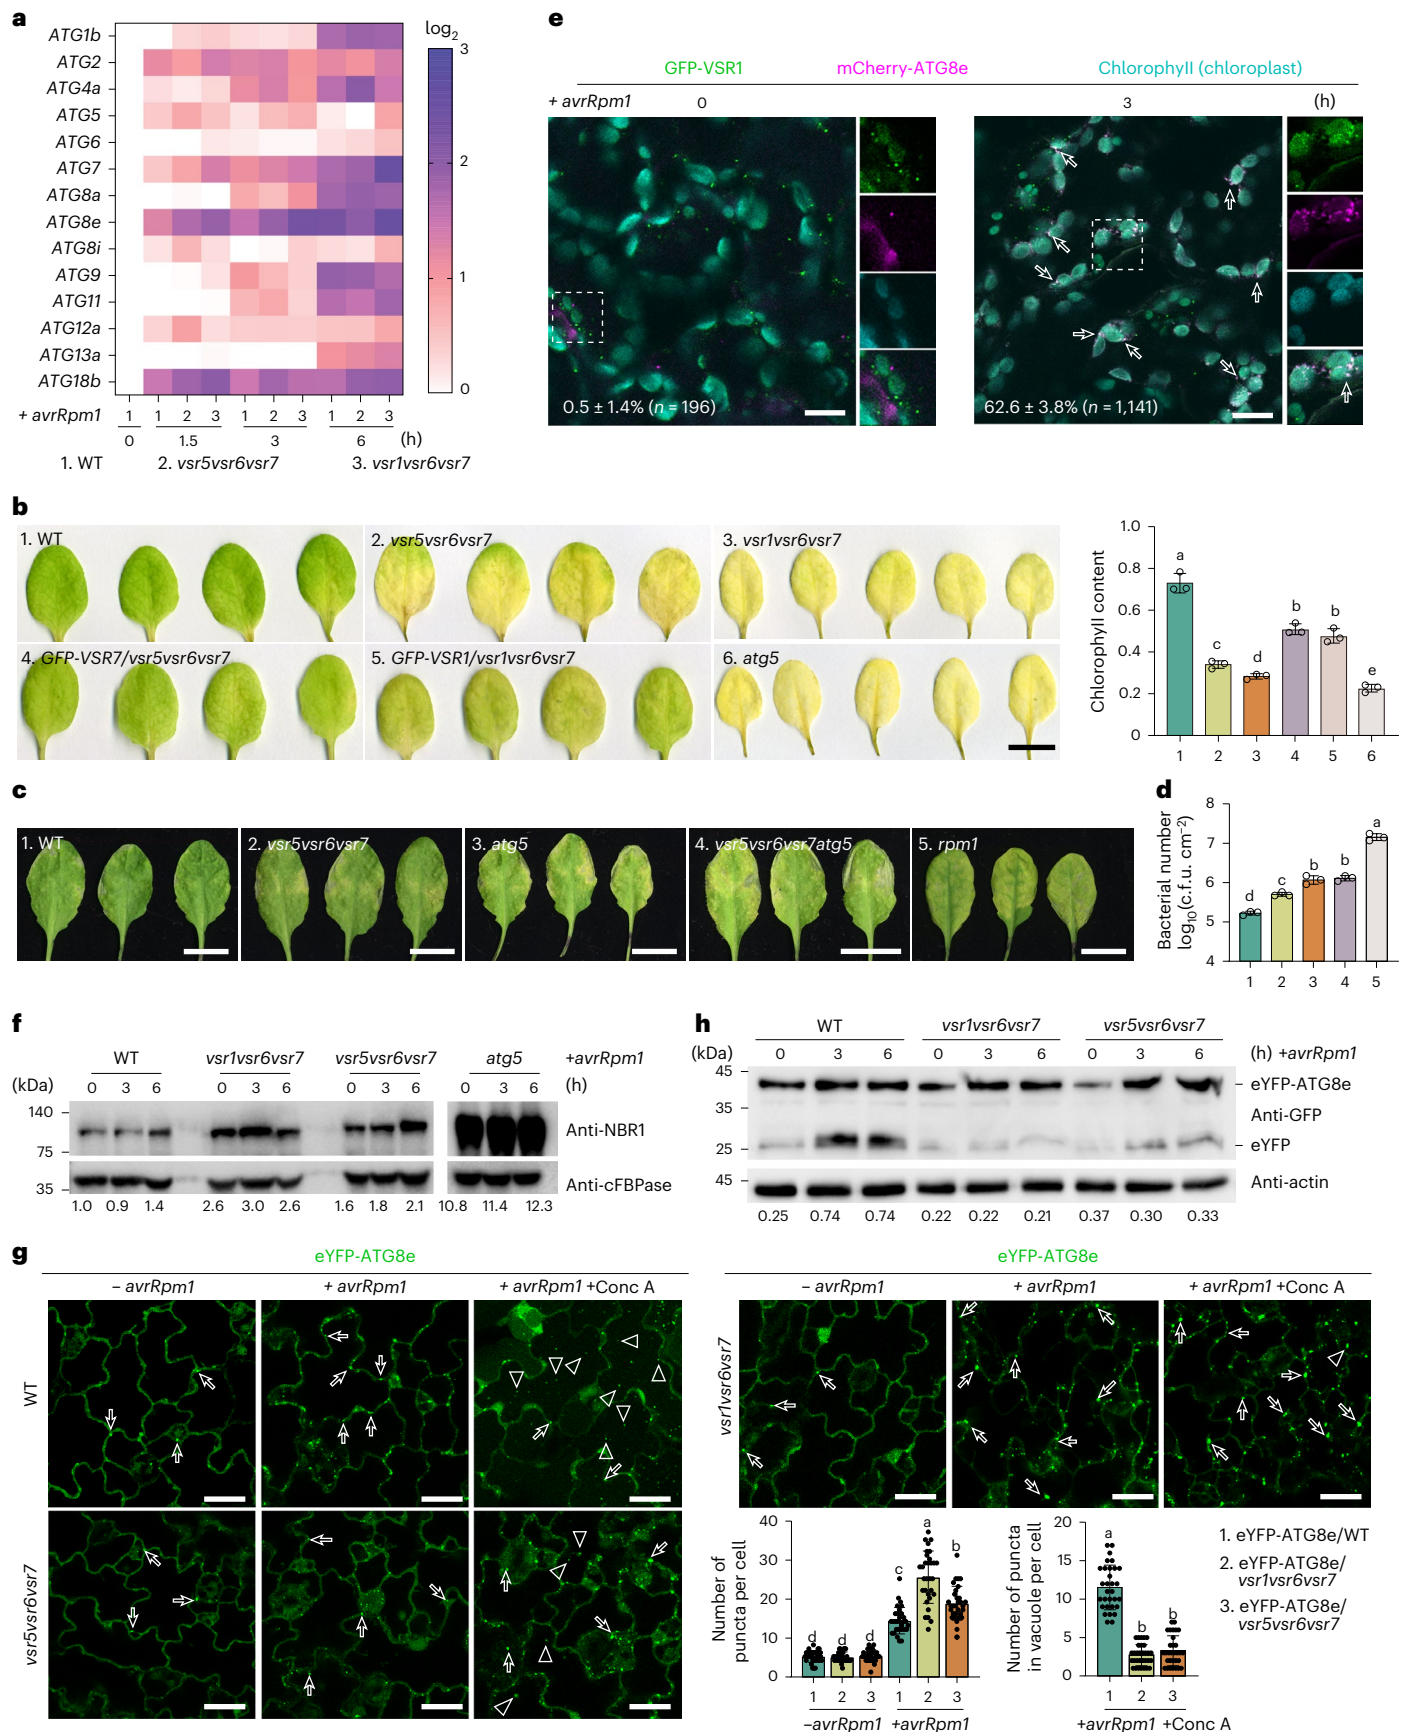 a
log2
3
2
1
0
ATG1b
ATG2
ATG4a
ATG5
ATG6
ATG7
ATG8a
ATG8e
ATG8i
ATG9
ATG11
ATG12a
ATG13a
ATG18b
+ avrRpm1 1 1 2 3 1 2 3 1 2 3
0 1.5 3 6 (h)
1. WT 2. vsr5vsr6vsr7 3. vsr1vsr6vsr7
e
GFP-VSR1 mCherry-ATG8e Chlorophyll (chloroplast)
+ avrRpm1 0 3 (h)
0.5 ± 1.4% (n = 196)
62.6 ± 3.8% (n = 1,141)
b
1. WT
2. vsr5vsr6vsr7
3. vsr1vsr6vsr7
4. GFP-VSR7/vsr5vsr6vsr7
5. GFP-VSR1/vsr1vsr6vsr7
6. atg5
Chlorophyll content
1.0
0.8
0.6
0.4
0.2
0
a
c
d
b
b
e
1 2 3 4 5 6
c
1. WT
2. vsr5vsr6vsr7
3. atg5
4. vsr5vsr6vsr7atg5
5. rpm1
d
Bacterial number
log10(c.f.u. cm−2)
8
7
6
5
4
d
c
b
b
a
1 2 3 4 5
f
WT vsr1vsr6vsr7 vsr5vsr6vsr7 atg5 +avrRpm1
(kDa) 0 3 6 0 3 6 0 3 6 0 3 6 (h)
140
75
35
Anti-NBR1
Anti-cFBPase
1.0 0.9 1.4 2.6 3.0 2.6 1.6 1.8 2.1 10.8 11.4 12.3
h
WT vsr1vsr6vsr7 vsr5vsr6vsr7
(kDa) 0 3 6 0 3 6 0 3 6 (h) +avrRpm1
45
35
25
45
eYFP-ATG8e
Anti-GFP
eYFP
Anti-actin
0.25 0.74 0.74 0.22 0.22 0.21 0.37 0.30 0.33
g
eYFP-ATG8e
− avrRpm1 + avrRpm1 + avrRpm1 +Conc A
WT
vsr5vsr6vsr7
eYFP-ATG8e
− avrRpm1 + avrRpm1 + avrRpm1 +Conc A
vsr1vsr6vsr7
Number of
puncta per cell
40
30
20
10
0
d
d
d
c
a
b
1 2 3 1 2 3
−avrRpm1 +avrRpm1
Number of puncta
in vacuole per cell
20
15
10
5
0
a
b
b
1 2 3
+avrRpm1 +Conc A
1. eYFP-ATG8e/WT
2. eYFP-ATG8e/
vsr1vsr6vsr7
3. eYFP-ATG8e/
vsr5vsr6vsr7